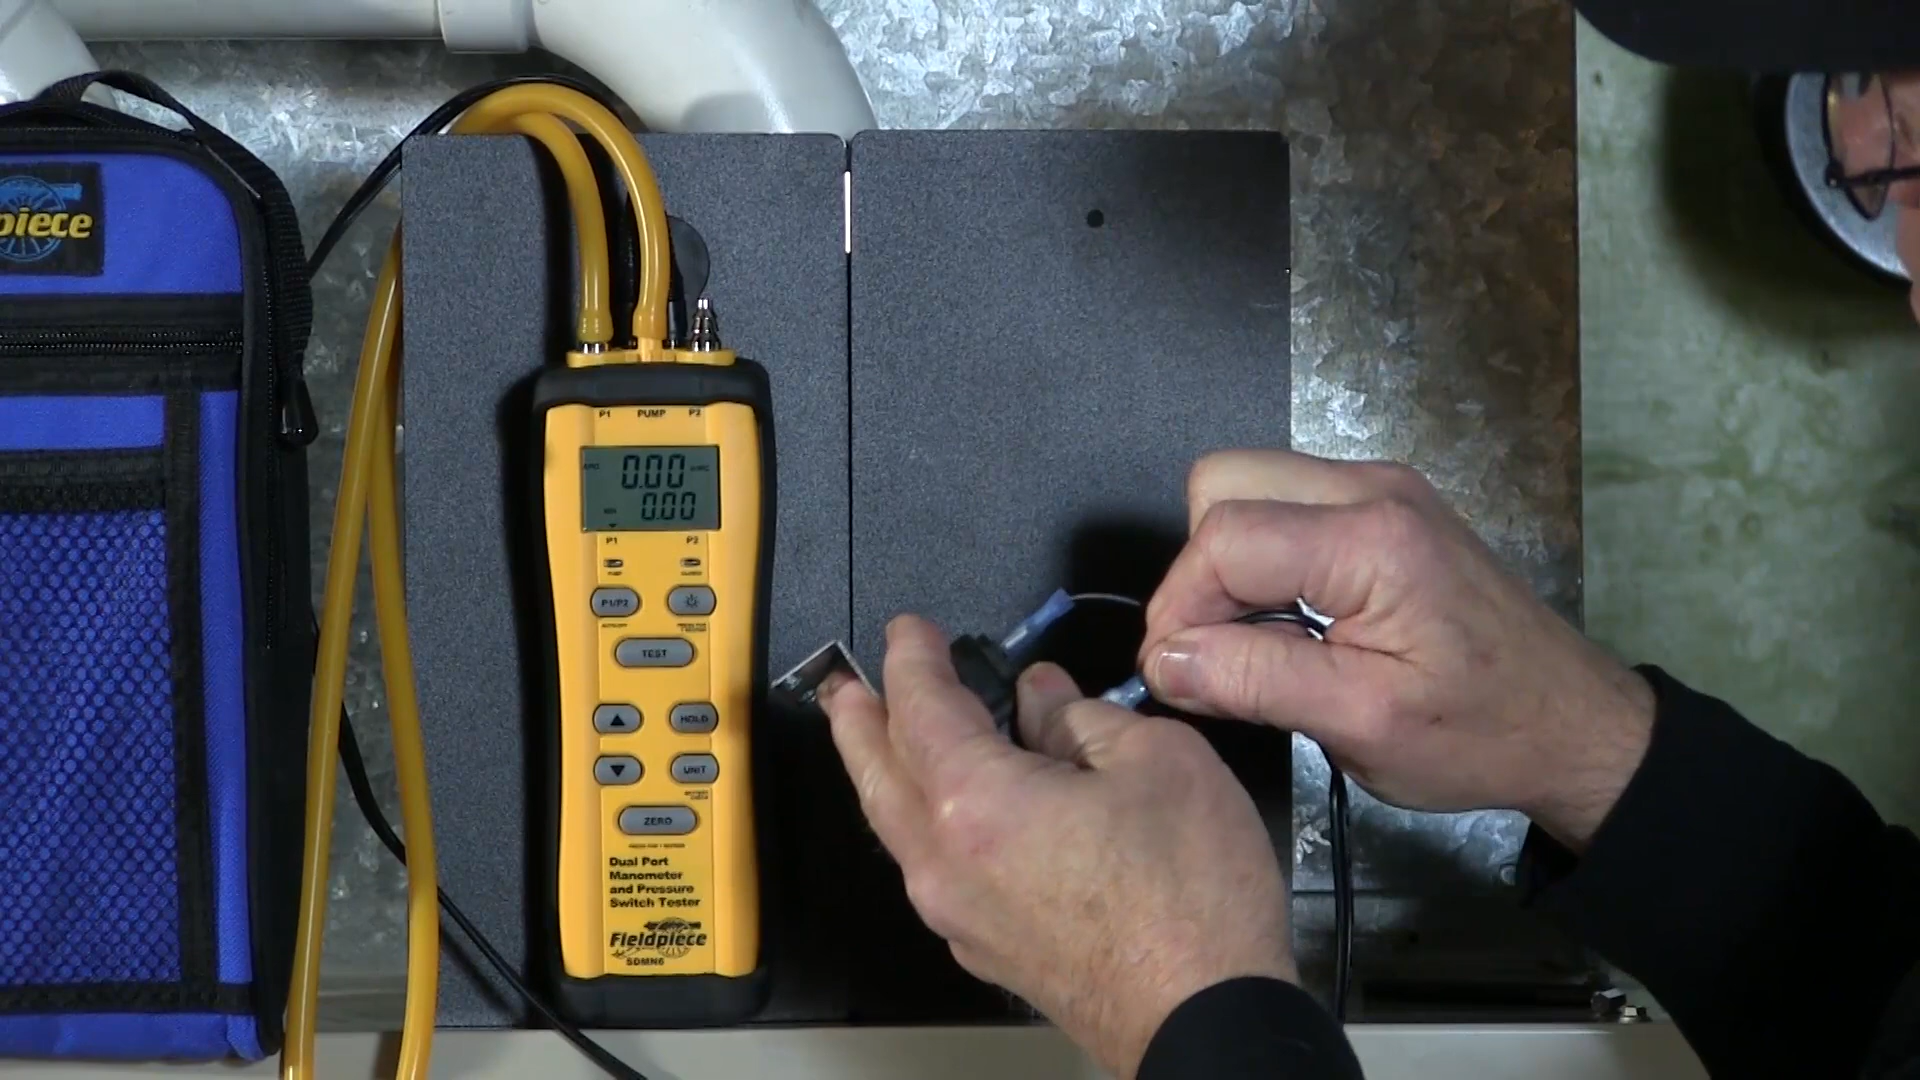 piece
P1 PUMP P2
0.00
0.00
P1 P2
P1/P2
TEST
HOLD
UNIT
ZERO
Dual Port
Manometer
and Pressure
Switch Tester
Fieldpiece
SDMN6